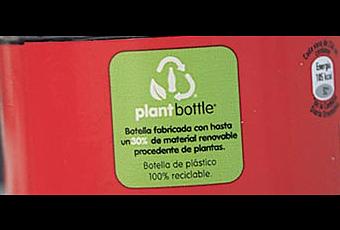 plantbottle®
Botella fabricada con hasta
un 30% de material renovable
procedente de plantas.
Botella de plástico
100% reciclable.
Energía
105 kcal